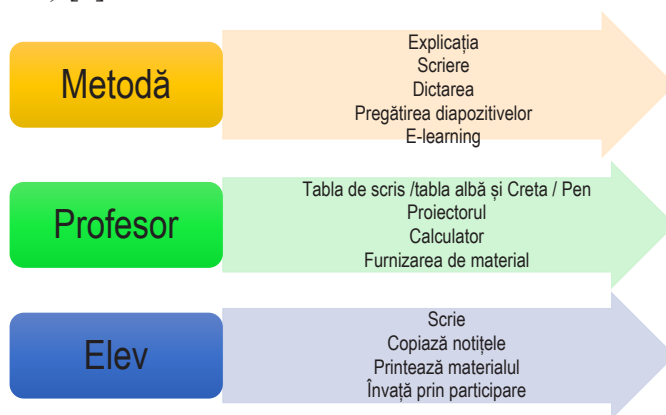 Metodă
Explicația
Scriere
Dictarea
Pregătirea diapozitivelor
E-learning
Profesor
Tabla de scris /tabla albă și Creta / Pen
Proiectorul
Calculator
Furnizarea de material
Elev
Scrie
Copiază notițele
Printează materialul
Învață prin participare